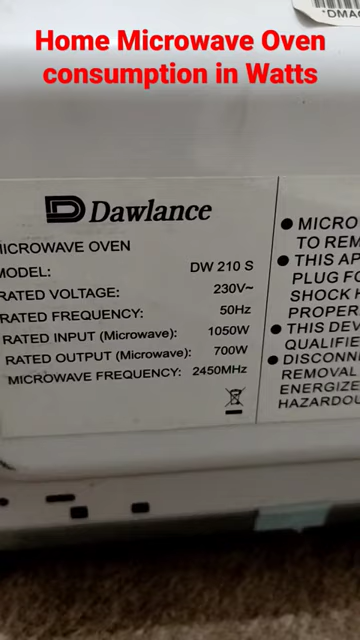 "DMA
Home Microwave Oven
consumption in Watts
Dawlance
MICROWAVE OVEN
MODEL: DW 210 S
RATED VOLTAGE: 230V~
RATED FREQUENCY: 50Hz
RATED INPUT (Microwave): 1050W
RATED OUTPUT (Microwave): 700W
MICROWAVE FREQUENCY: 2450MHz
● MICRO
TO REM
● THIS AP
PLUG FO
SHOCK H
PROPER
● THIS DEV
QUALIFIE
● DISCONN
REMOVAL
ENERGIZE
HAZARDOU